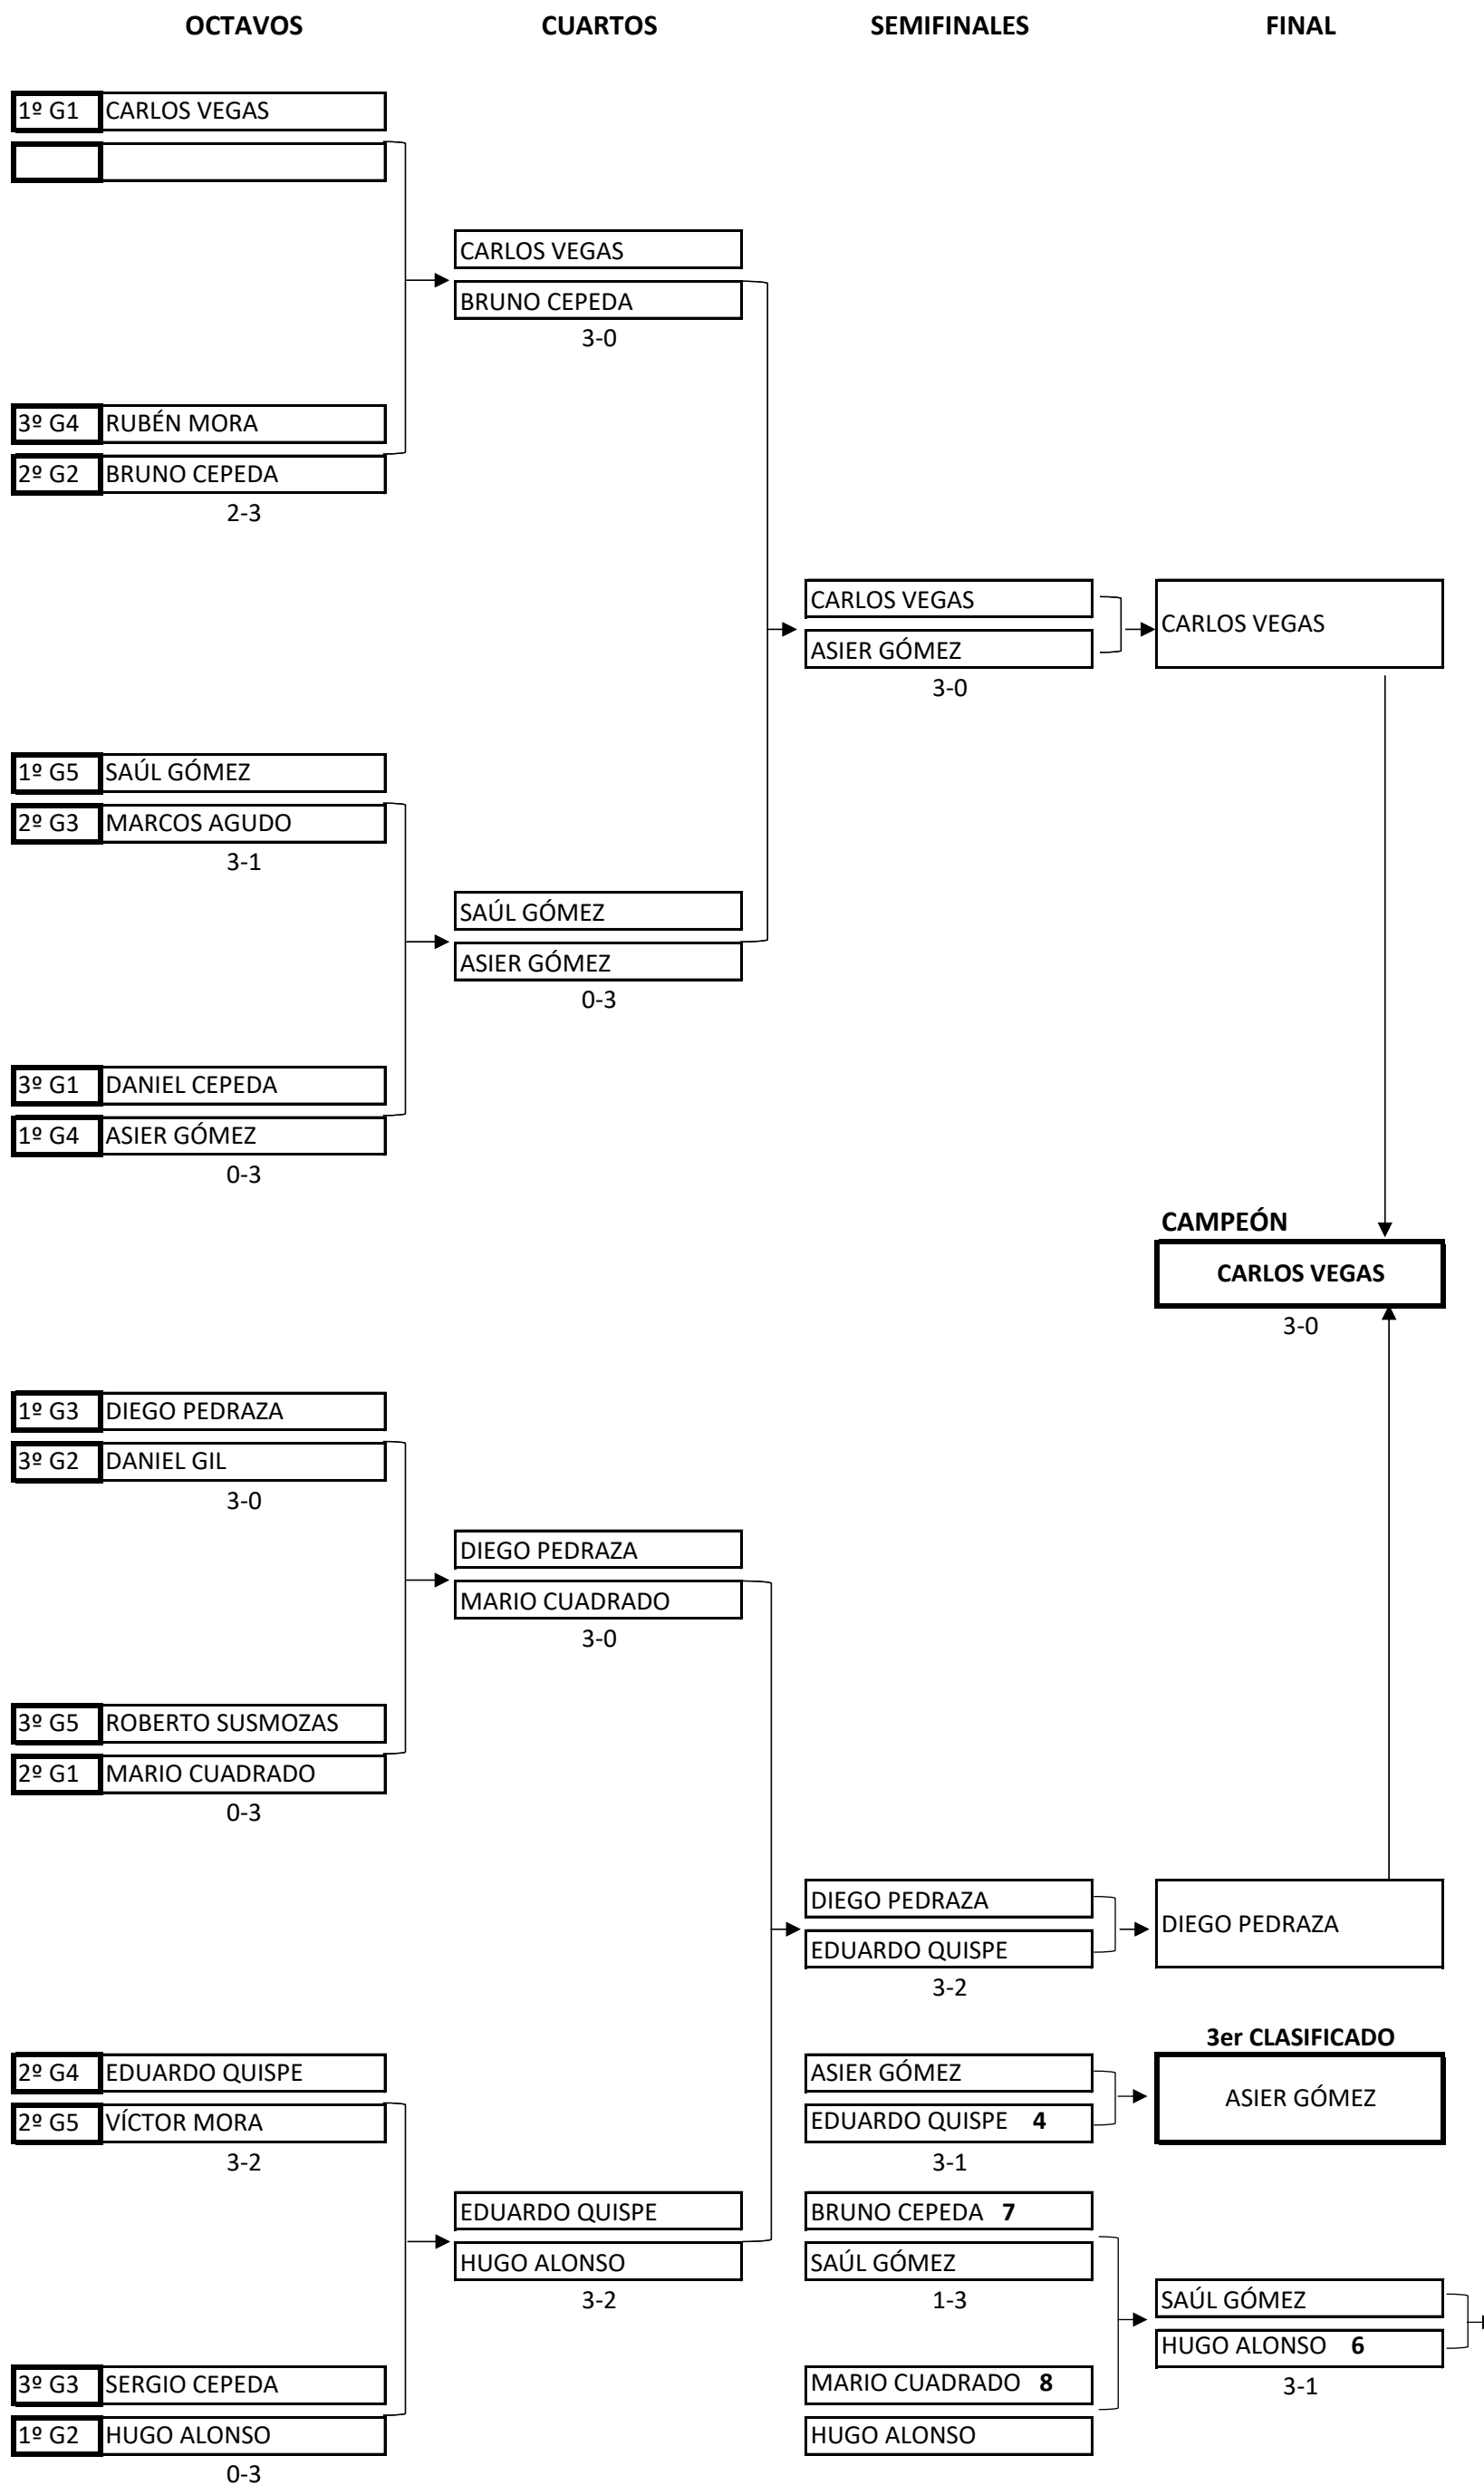 OCTAVOS CUARTOS SEMIFINALES FINAL
1º G1 CARLOS VEGAS
CARLOS VEGAS
BRUNO CEPEDA
3-0
3º G4 RUBÉN MORA
2º G2 BRUNO CEPEDA
2-3
CARLOS VEGAS
CARLOS VEGAS
ASIER GÓMEZ
3-0
1º G5 SAÚL GÓMEZ
2º G3 MARCOS AGUDO
3-1
SAÚL GÓMEZ
ASIER GÓMEZ
0-3
3º G1 DANIEL CEPEDA
1º G4 ASIER GÓMEZ
0-3
CAMPEÓN
CARLOS VEGAS
3-0
1º G3 DIEGO PEDRAZA
3º G2 DANIEL GIL
3-0
DIEGO PEDRAZA
MARIO CUADRADO
3-0
3º G5 ROBERTO SUSMOZAS
2º G1 MARIO CUADRADO
0-3
DIEGO PEDRAZA
DIEGO PEDRAZA
EDUARDO QUISPE
3-2
3er CLASIFICADO
2º G4 EDUARDO QUISPE ASIER GÓMEZ
ASIER GÓMEZ
2º G5 VÍCTOR MORA EDUARDO QUISPE 4
3-2 3-1
EDUARDO QUISPE BRUNO CEPEDA 7
HUGO ALONSO SAÚL GÓMEZ
3-2 1-3 SAÚL GÓMEZ
HUGO ALONSO 6
3º G3 SERGIO CEPEDA MARIO CUADRADO 8 3-1
1º G2 HUGO ALONSO HUGO ALONSO
0-3